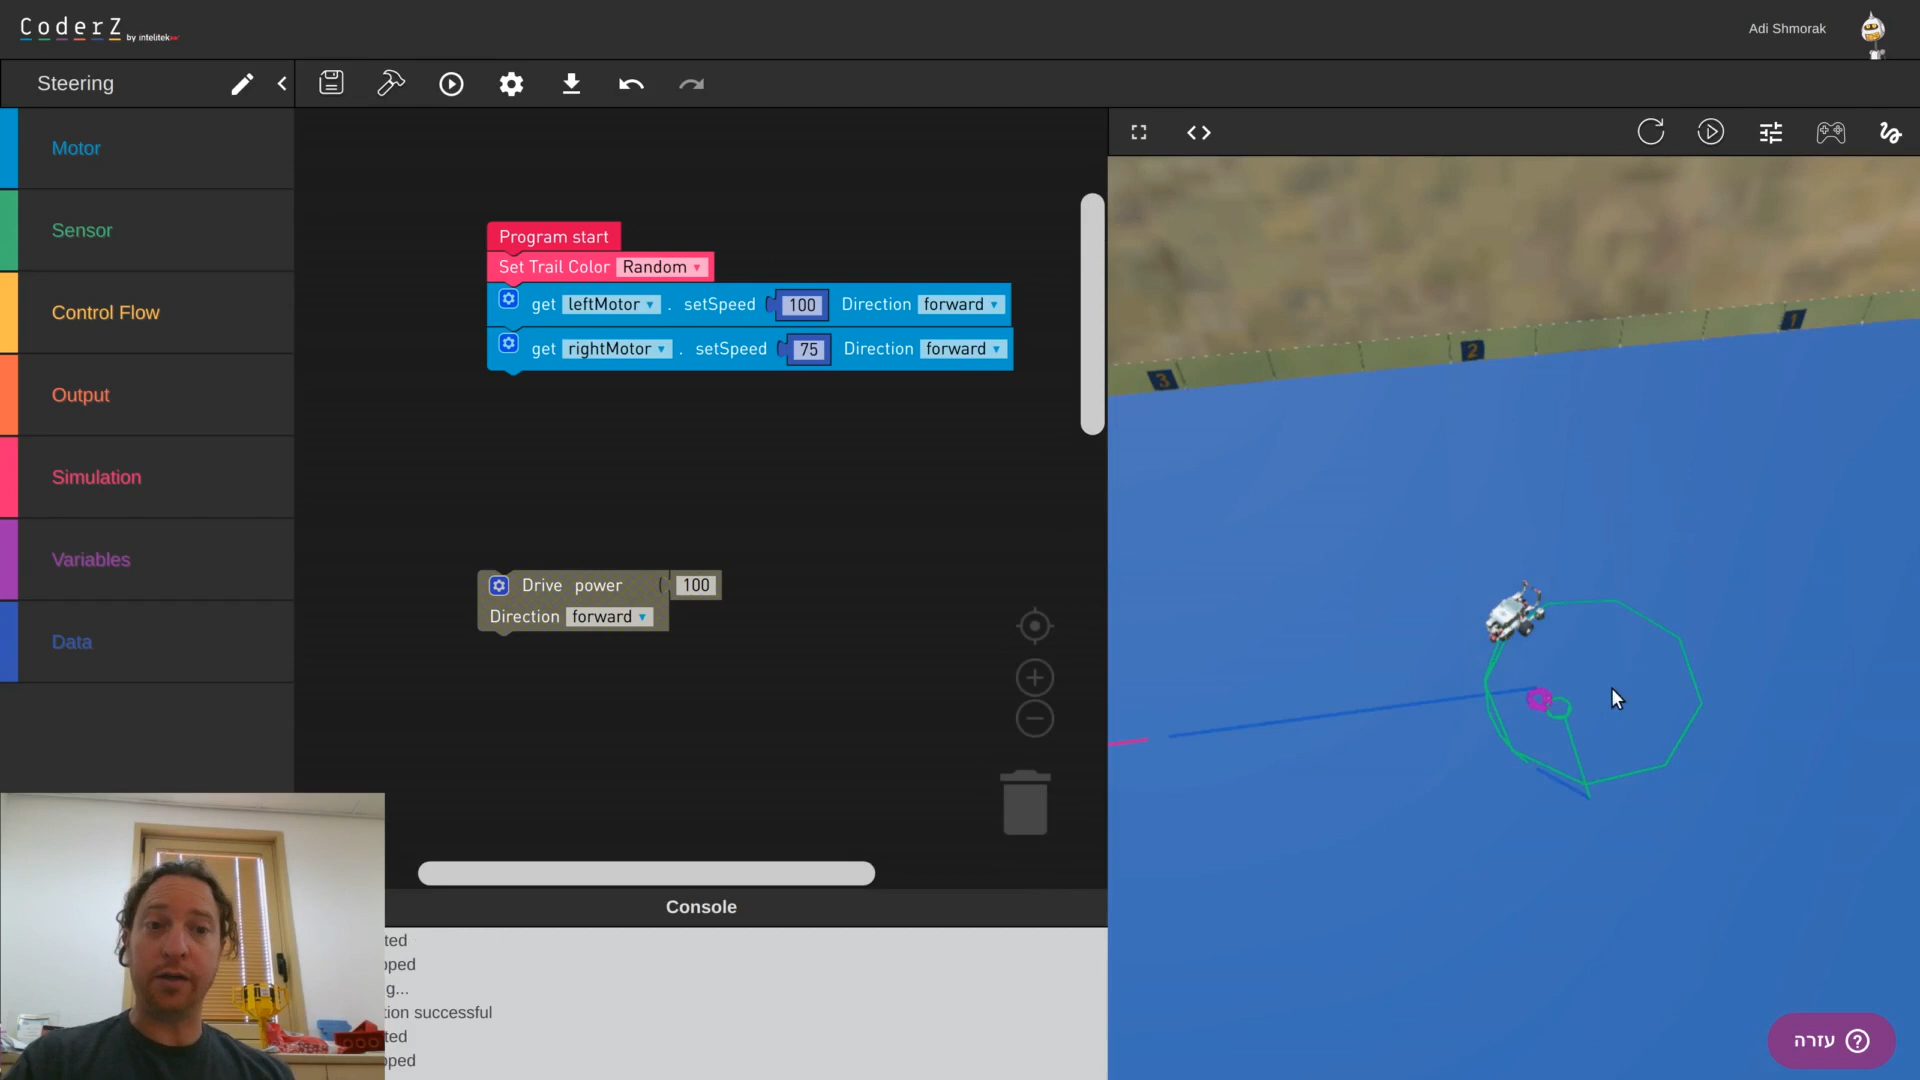 CoderZ
by intelitek
Adi Shmorak
Steering
Motor
Sensor
Control Flow
Output
Simulation
Variables
Data
Program start
Set Trail Color Random
get leftMotor . setSpeed 100 Direction forward
get rightMotor . setSpeed 75 Direction forward
Drive power 100
Direction forward
Console
ted
pped
g...
tion successful
ted
pped
3
2
1
עזרה